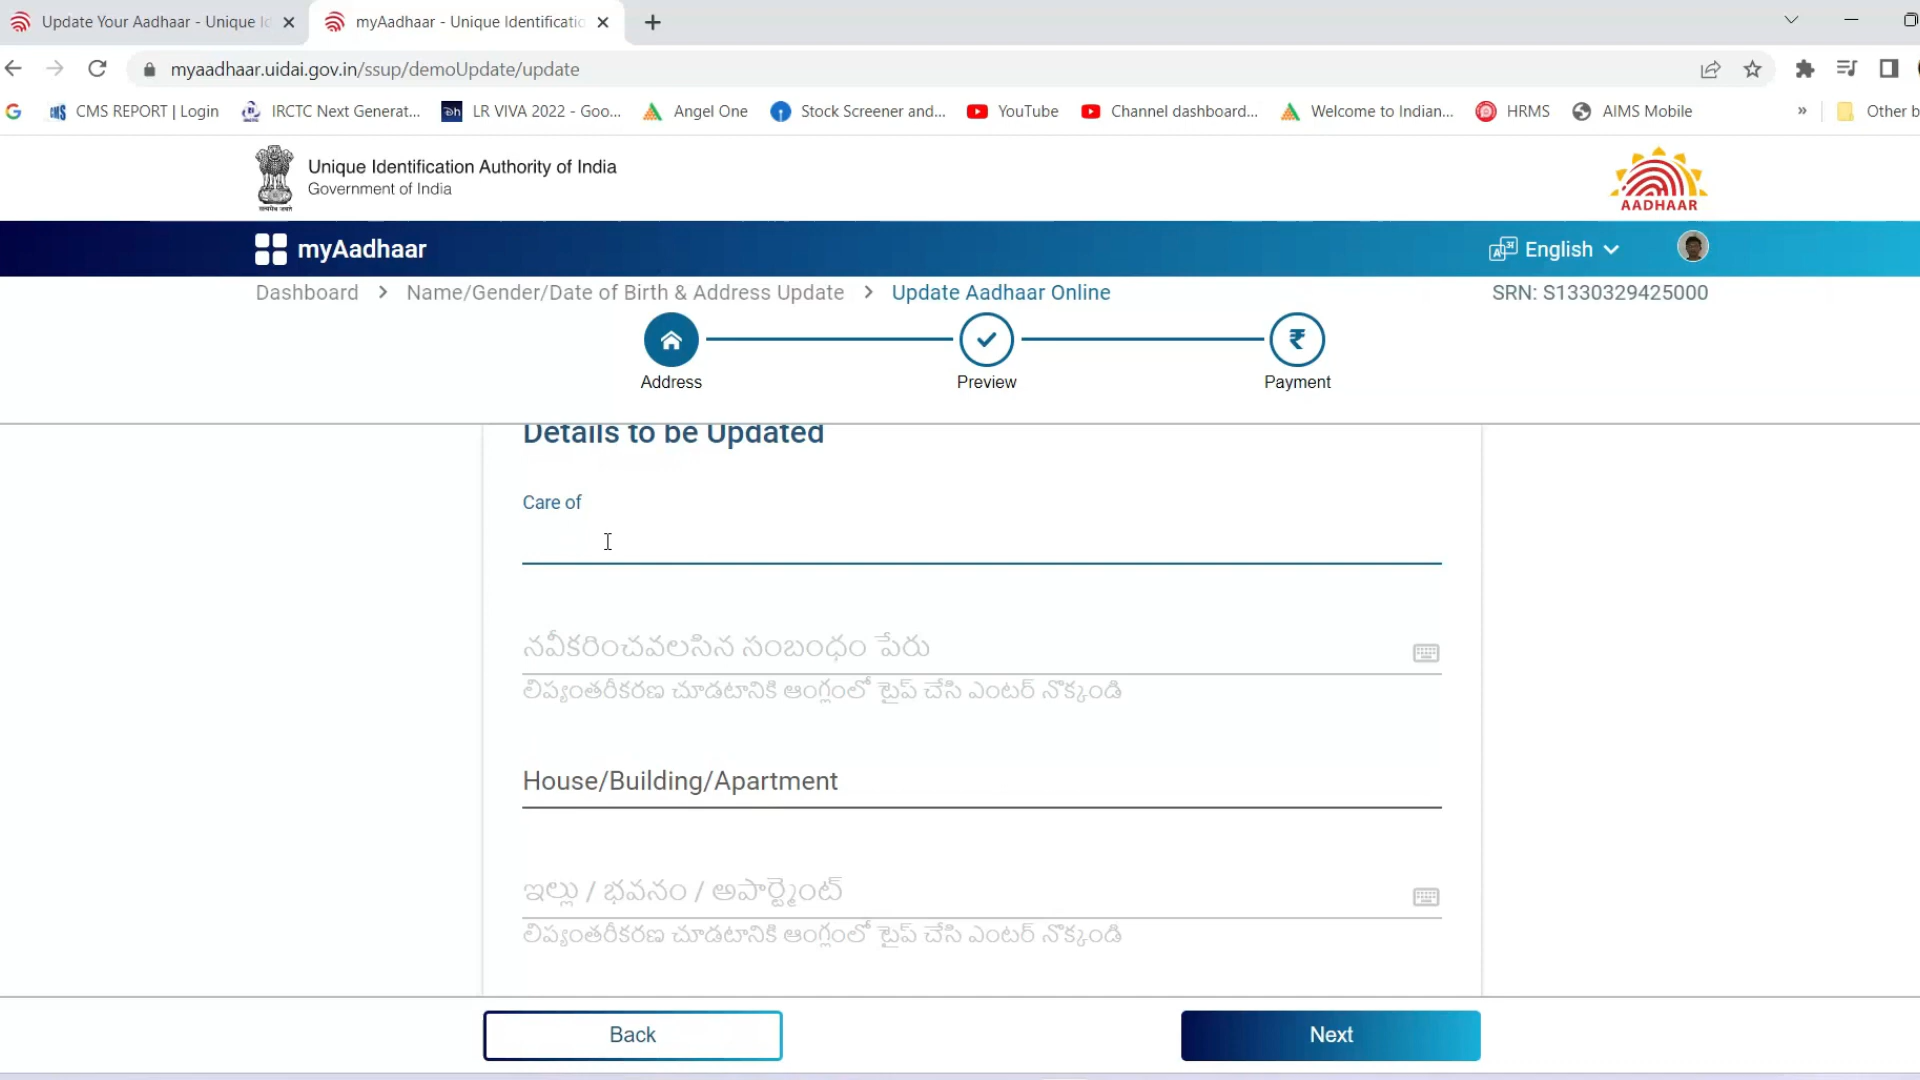 Update Your Aadhaar - Unique Id
myAadhaar - Unique Identificatio
myaadhaar.uidai.gov.in/ssup/demoUpdate/update
CMS REPORT | Login
IRCTC Next Generat...
LR VIVA 2022 - Goo...
Angel One
Stock Screener and...
YouTube
Channel dashboard...
Welcome to Indian...
HRMS
AIMS Mobile
»
Other b
Unique Identification Authority of India
Government of India
सत्यमेव जयते
AADHAAR
myAadhaar
English
Dashboard > Name/Gender/Date of Birth & Address Update > Update Aadhaar Online
SRN: S1330329425000
Address
Preview
Payment
Details to be Updated
Care of
నవీకరించవలసిన సంబంధం పేరు
లిప్యంతరీకరణ చూడటానికి ఆంగ్లంలో టైప్ చేసి ఎంటర్ నొక్కండి
House/Building/Apartment
ఇల్లు / భవనం / అపార్ట్మెంట్
లిప్యంతరీకరణ చూడటానికి ఆంగ్లంలో టైప్ చేసి ఎంటర్ నొక్కండి
Back
Next